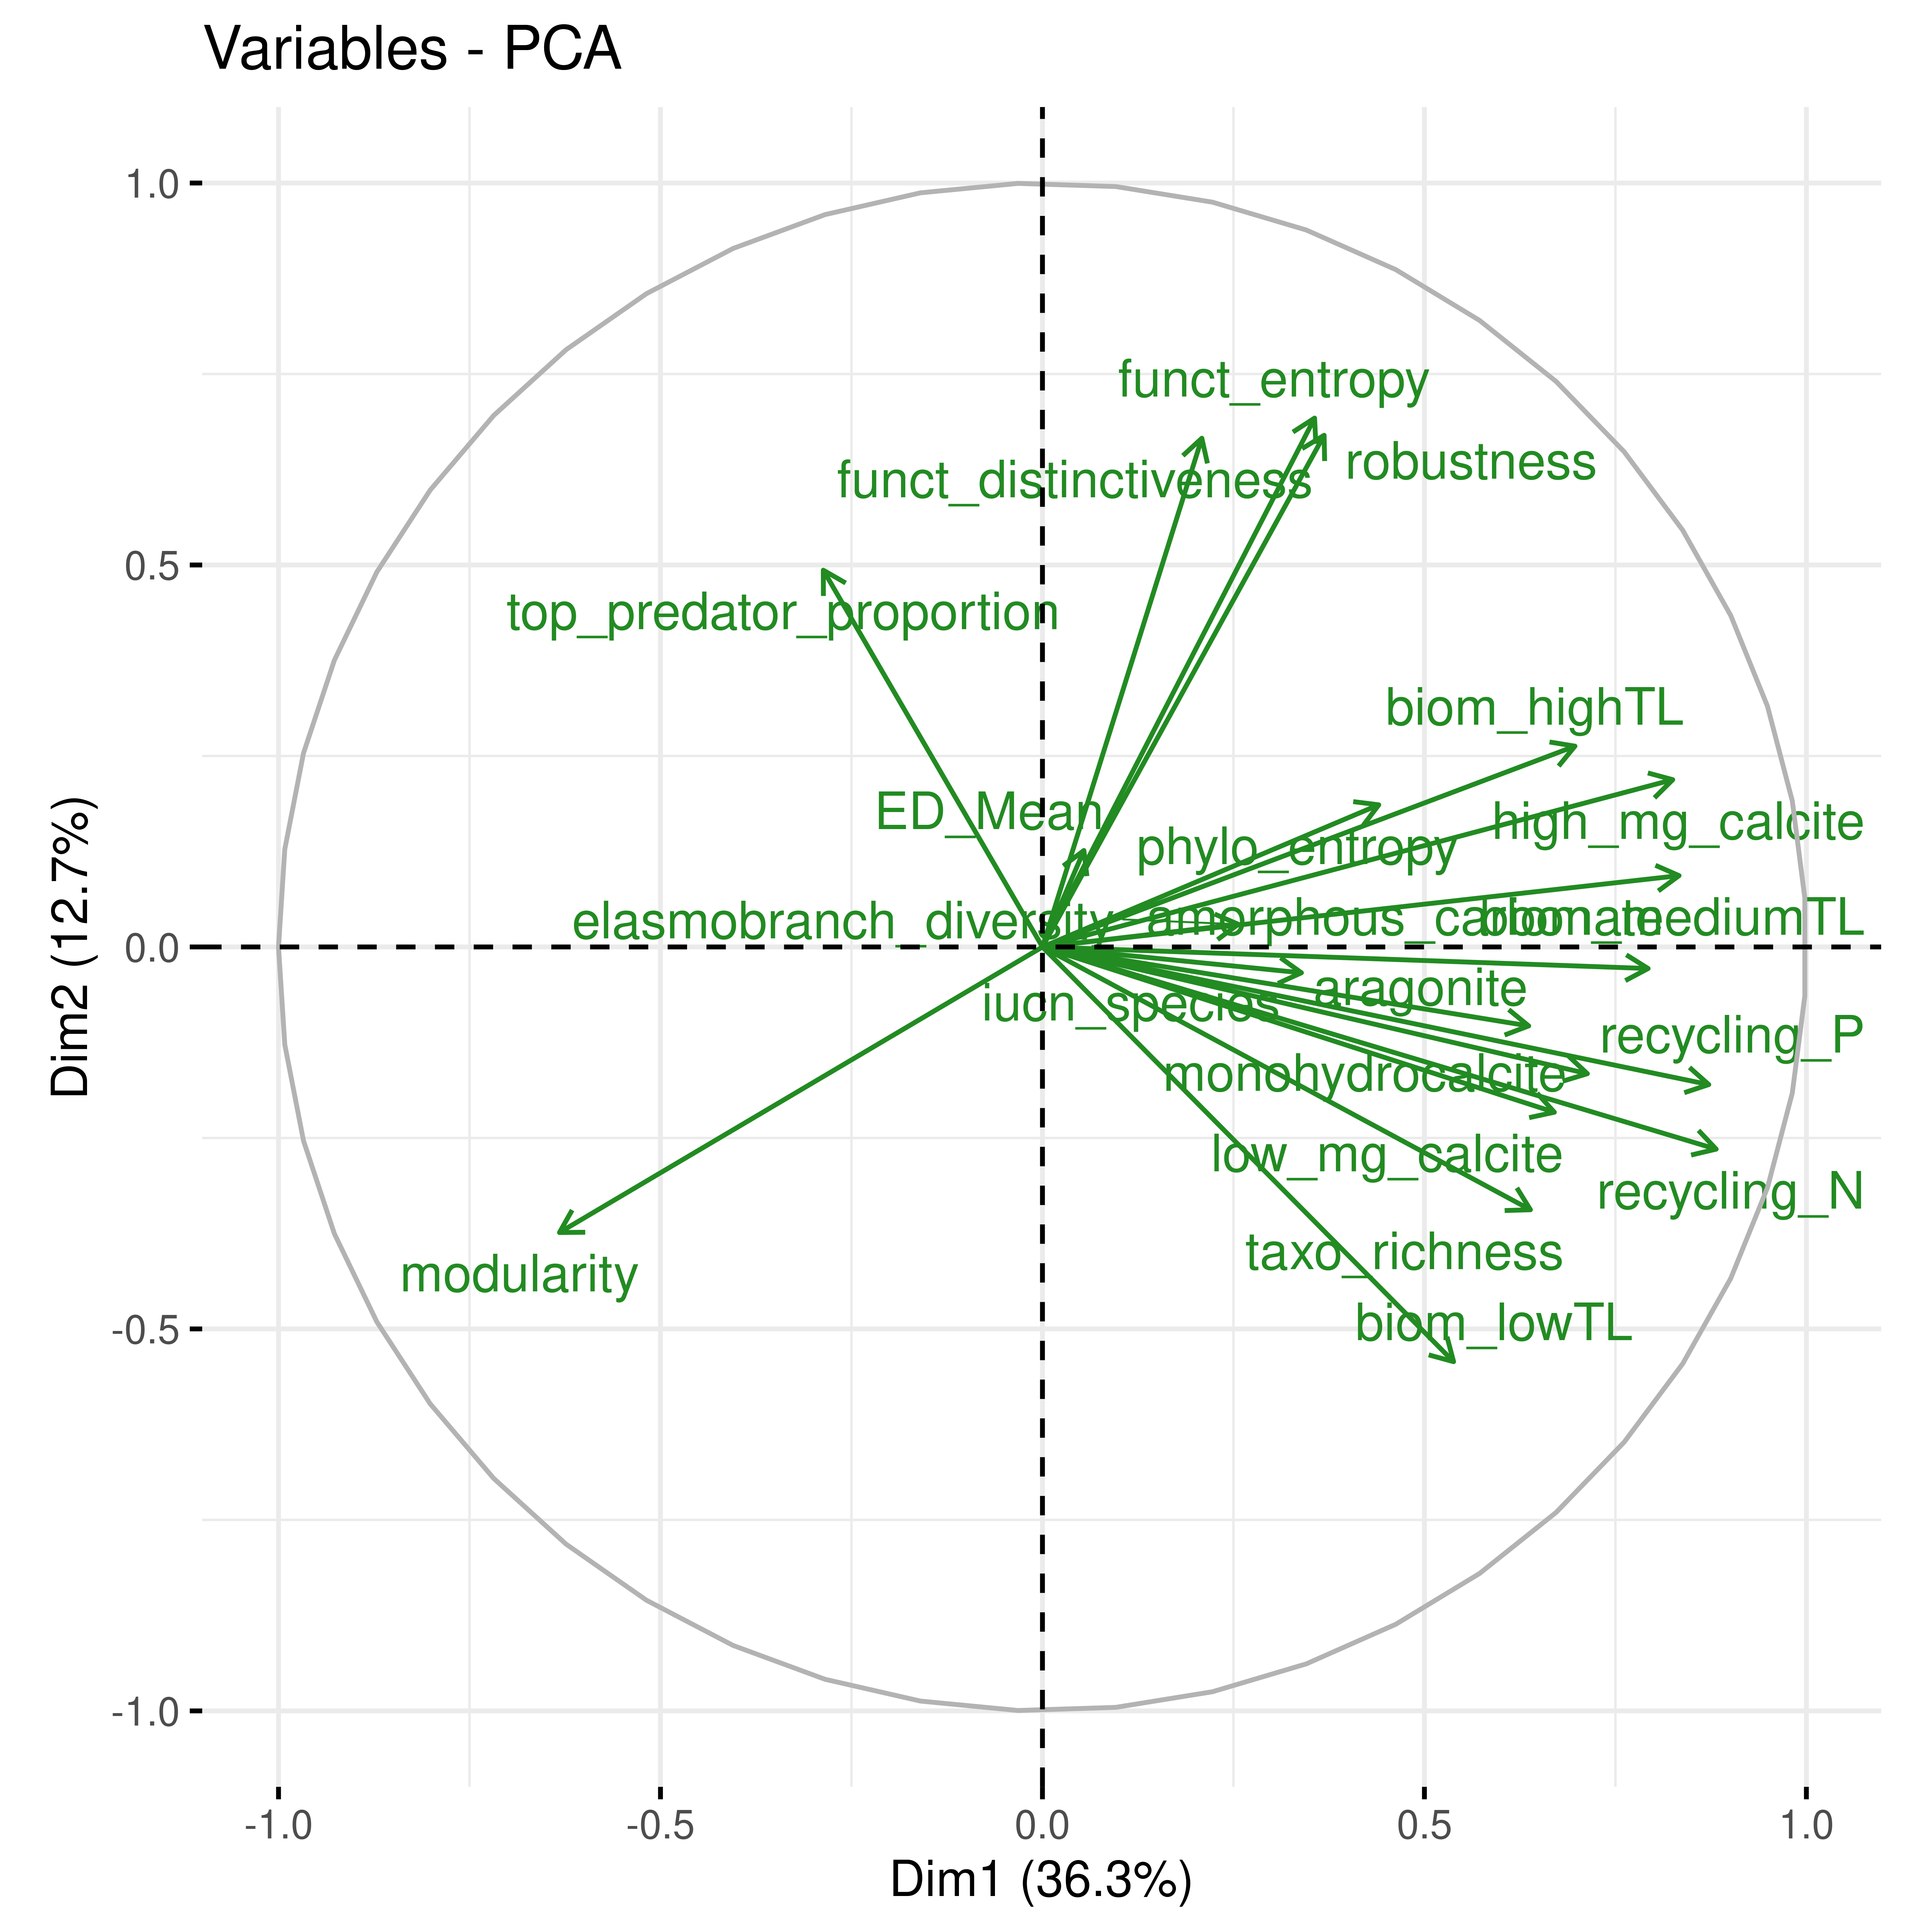 Variables - PCA
1.0
funct_entropy
robustness
funct_distinctiveness
0.5
top_predator_proportion
biom_highTL
ED_Mean
high_mg_calcite
phylo_entropy
elasmobranch_diversity
amorphous_carbonate
biom_mediumTL
0.0
aragonite
iucn_species
recycling_P
monohydrocalcite
low_mg_calcite
recycling_N
taxo_richness
modularity
biom_lowTL
-0.5
-1.0
-1.0
-0.5
0.0
0.5
1.0
Dim1 (36.3%)
Dim2 (12.7%)